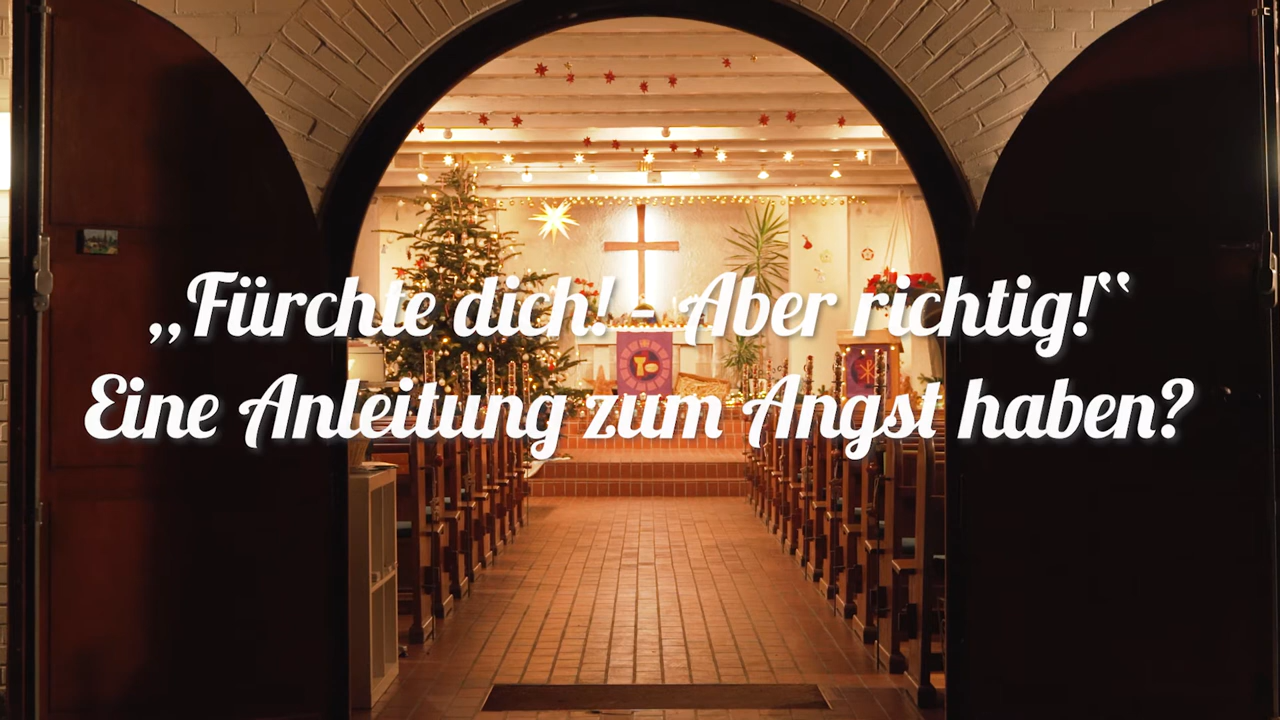 „Fürchte dich! - Aber richtig!“
Eine Anleitung zum Angst haben?